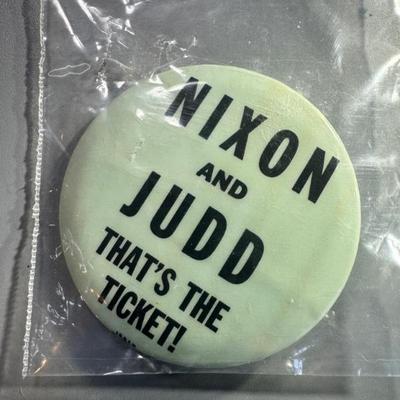 NIXON
AND
JUDD
THAT'S THE
TICKET!